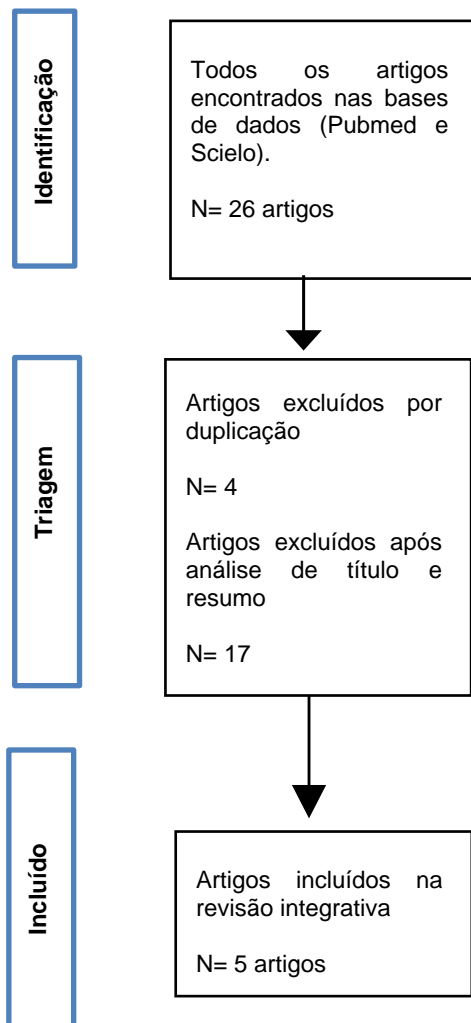 Identificação
Todos os artigos
encontrados nas bases
de dados (Pubmed e
Scielo).
N= 26 artigos
Triagem
Artigos excluídos por
duplicação
N= 4
Artigos excluídos após
análise de título e
resumo
N= 17
Incluído
Artigos incluídos na
revisão integrativa
N= 5 artigos